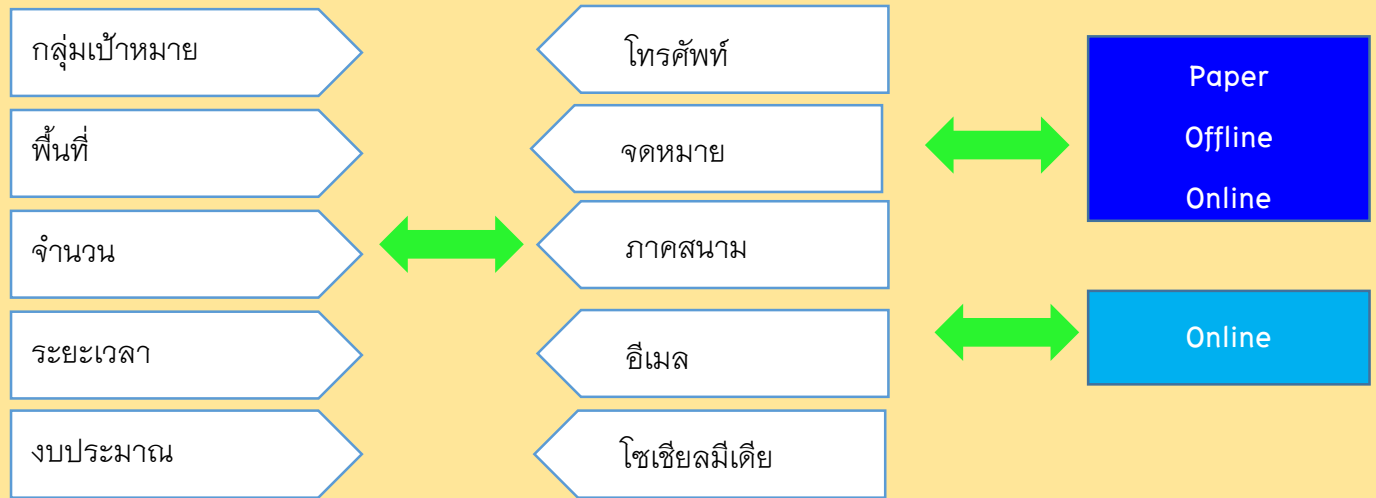 กลุ่มเป้าหมาย
พื้นที่
จำนวน
ระยะเวลา
งบประมาณ
โทรศัพท์
จดหมาย
ภาคสนาม
อีเมล
โซเชียลมีเดีย
Paper
Offline
Online
Online